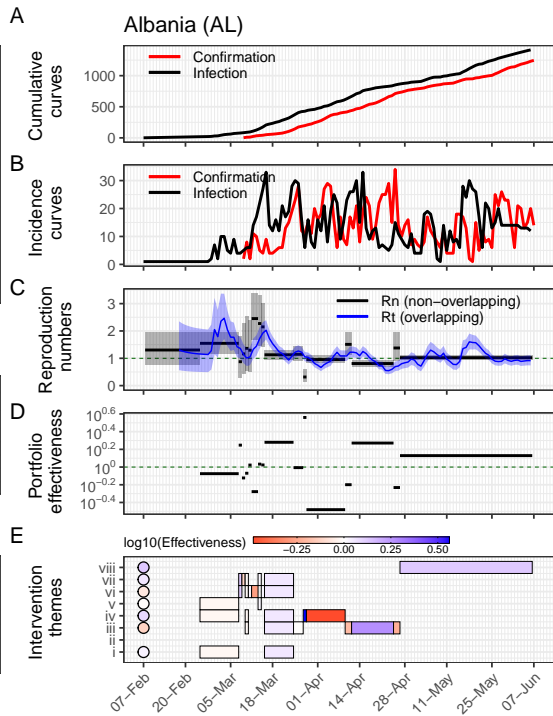 A
Albania (AL)
Cumulative
curves
Confirmation
Infection
1000
500
0
B
Incidence
curves
Confirmation
Infection
30
20
10
0
C
Reproduction
numbers
Rn (non−overlapping)
Rt (overlapping)
3
2
1
0
D
Portfolio
effectiveness
10^0.6
10^0.4
10^0.2
10^0
10^−0.2
10^−0.4
E
log10(Effectiveness)
−0.25
0.00
0.25
Intervention
themes
viii
vii
vi
v
iv
iii
ii
i
07−Feb
20−Feb
05−Mar
18−Mar
01−Apr
14−Apr
28−Apr
11−May
25−May
07−Jun